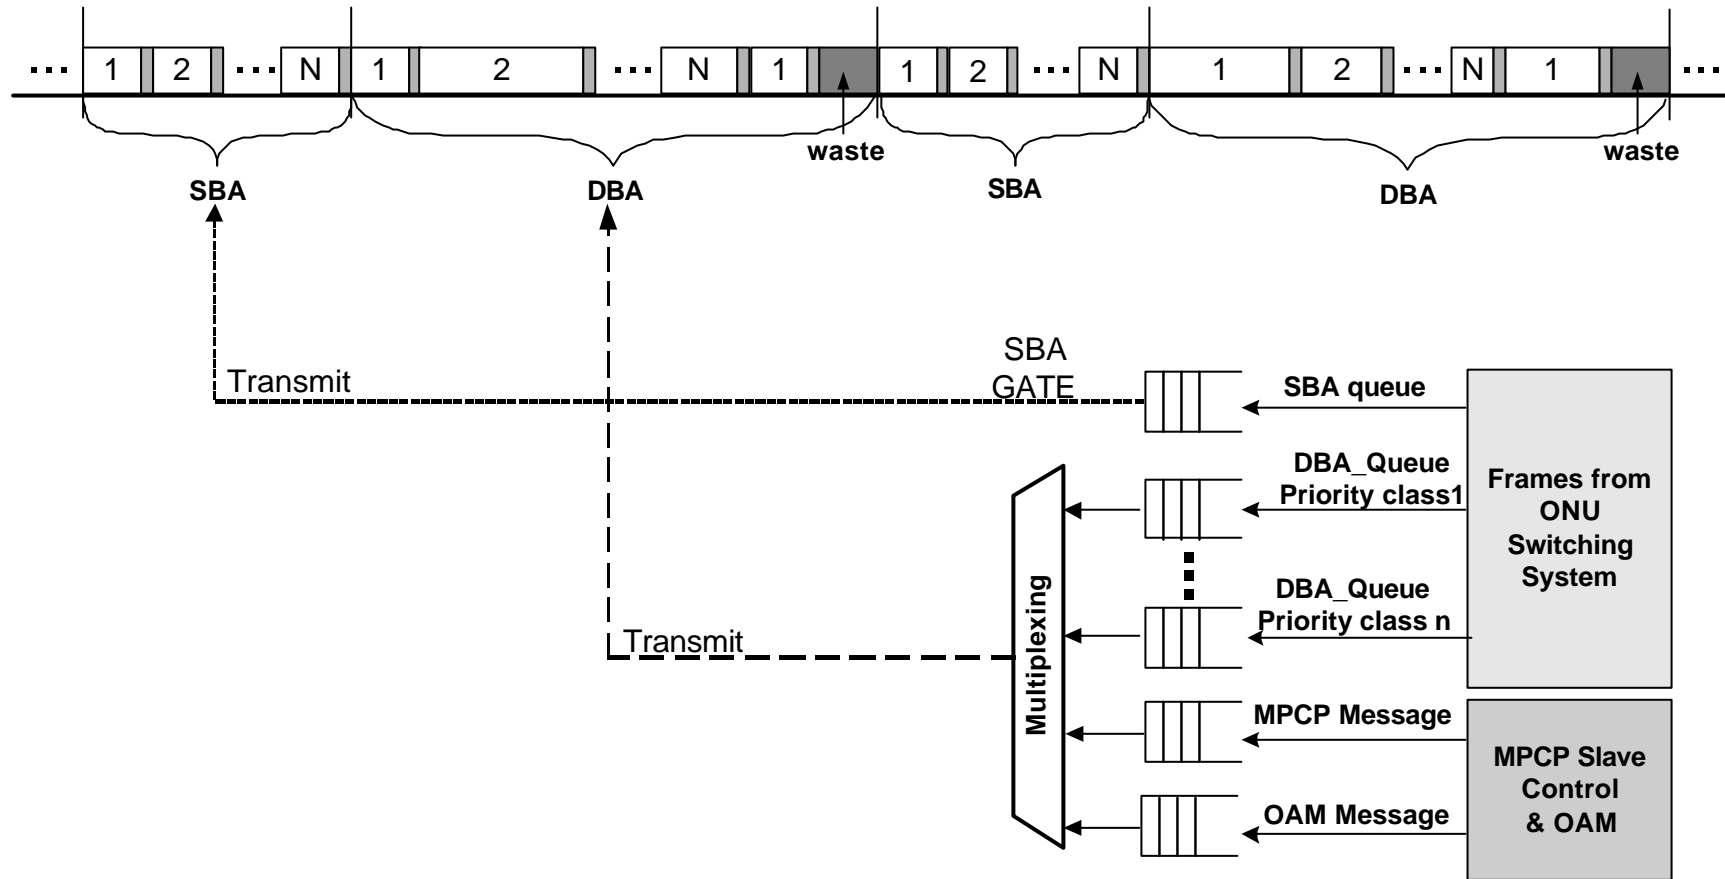 ... 1 2 ... N 1 2 ... N 1 1 2 ... N 1 2 ... N 1 ...
waste waste
SBA DBA SBA DBA
SBA
GATE
Transmit
SBA queue
DBA_Queue
Priority class1
DBA_Queue
Priority class n
Transmit
Multiplexing
MPCP Message
OAM Message
Frames from
ONU
Switching
System
MPCP Slave
Control
& OAM